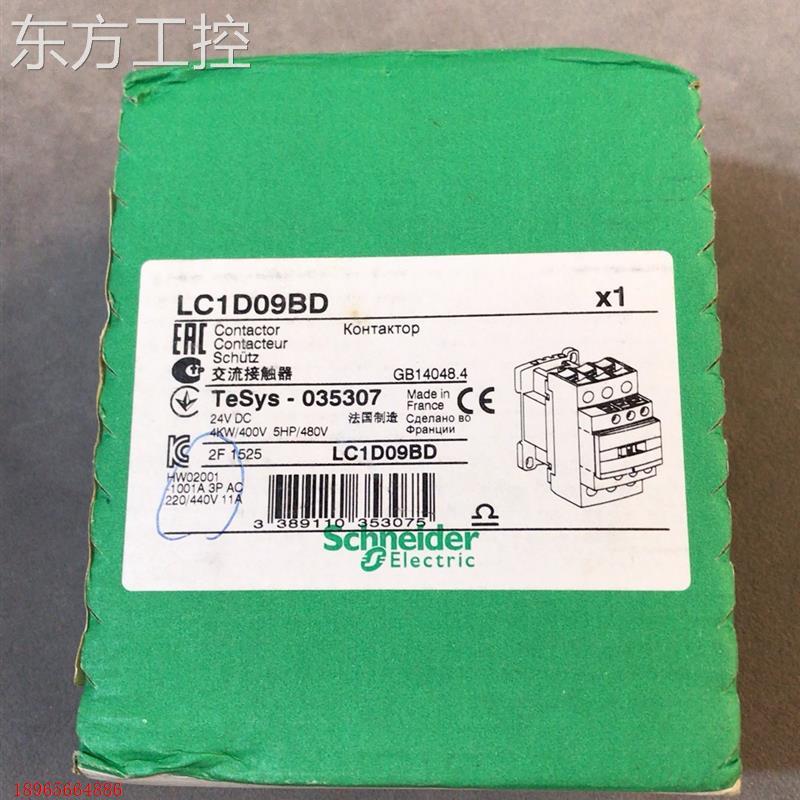 东方工控
LC1D09BD
x1
EAC
Contactor
Контактор
Contacteur
Schütz
交流接触器
GB14048.4
TeSys - 035307
Made in
France
CE
24V DC
法国制造
Сделано во
Франции
4KW/400V 5HP/480V
2F 1525
LC1D09BD
HW02001
-1001A 3P AC
220/440V 11A
3 389110 353075
Schneider
Electric
18965664886